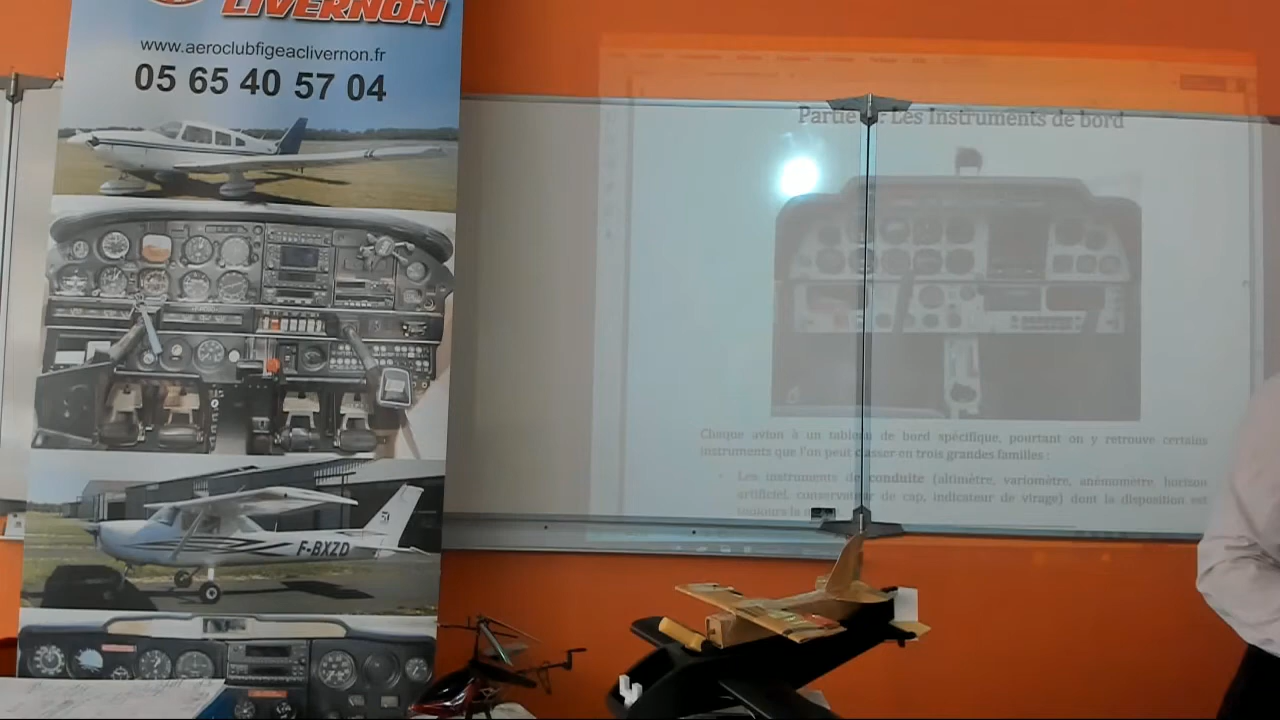 LIVERNON
www.aeroclubfigeaclivernon.fr
05 65 40 57 04
F-BXZD
Partie : Les Instruments de bord
Chaque avion à un tableau de bord spécifique, pourtant on y retrouve certains
instruments que l'on peut classer en trois grandes familles :
- Les instruments de conduite (altimètre, variomètre, anémomètre, horizon
artificiel, conservateur de cap, indicateur de virage) dont la disposition est
toujours la